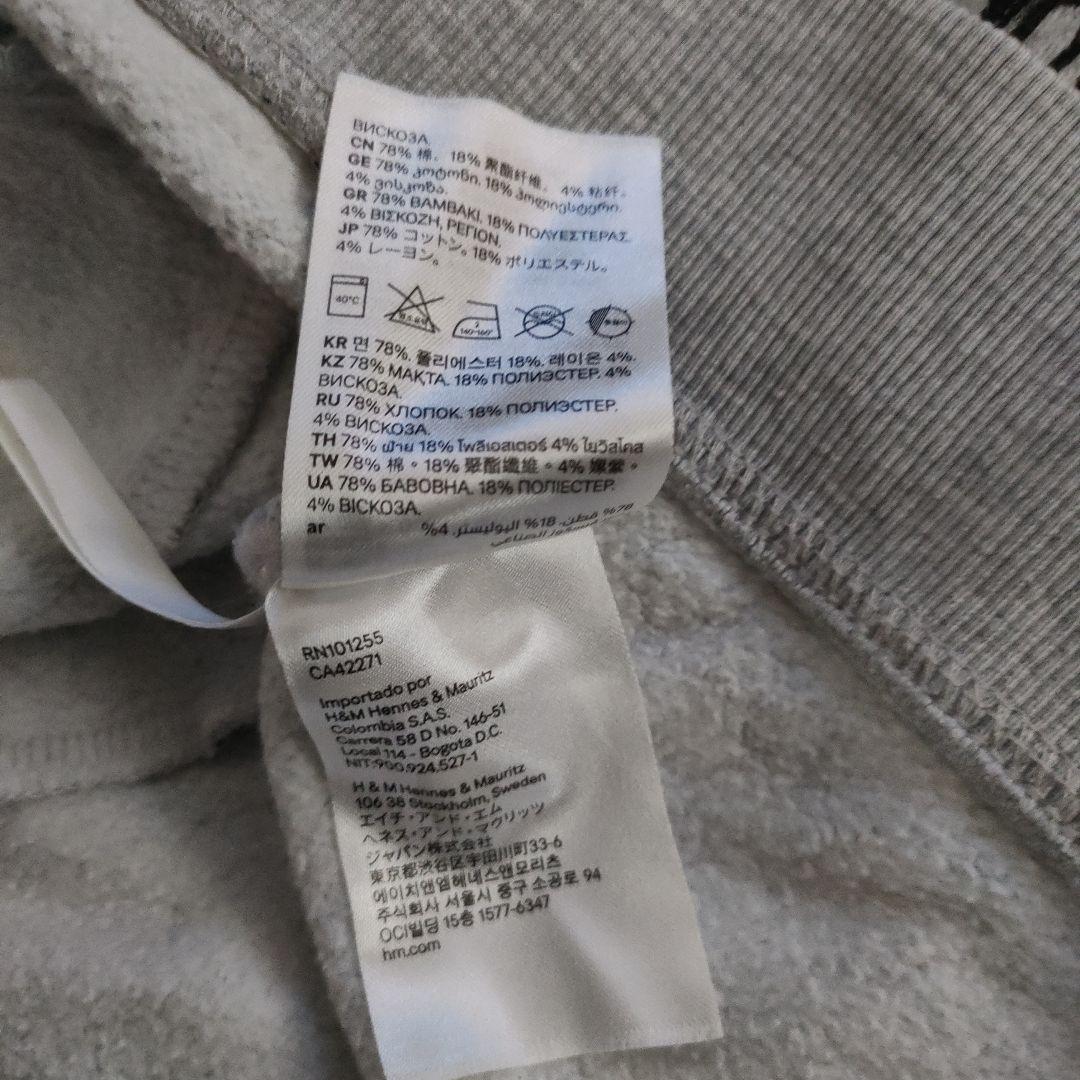 ВИСКОЗА.
CN 78% 棉。18% 聚酯纤维。4% 粘纤。
GE 78% ბოტონი. 18% პოლიესტერი.
4% ვისკოზა.
GR 78% ΒΑΜΒΑΚΙ, 18% ΠΟΛΥΕΣΤΕΡΑΣ.
4% ΒΙΣΚΟΖΗ, ΡΕΓΙΟΝ.
JP 78% コットン。18% ポリエステル。
4% レーヨン。
40°C
KR 면 78%. 폴리에스터 18%. 레이온 4%.
KZ 78% МАҚТА. 18% ПОЛИЭСТЕР. 4%
ВИСКОЗА.
RU 78% ХЛОПОК. 18% ПОЛИЭСТЕР.
4% ВИСКОЗА.
TH 78% ฝ้าย 18% โพลีเอสเตอร์ 4% ใยวิสโคส
TW 78% 棉。18% 聚酯纖維。4% 嫘縈。
UA 78% БАВОВНА. 18% ПОЛІЕСТЕР.
4% ВІСКОЗА.
ar
78% قطن. 18% البوليستر. 4%
RN101255
CA42271
Importado por
H&M Hennes & Mauritz
Colombia S.A.S.
Carrera 58 D No. 146-51
Local 114 - Bogota D.C.
NIT:900.924.527-1
H & M Hennes & Mauritz
106 38 Stockholm, Sweden
エイチ・アンド・エム
ヘネス・アンド・マウリッツ
ジャパン株式会社
東京都渋谷区宇田川町33-6
에이치앤엠헤네스앤모리츠
주식회사 서울시 중구 소공로 94
OCI빌딩 15층 1577-6347
hm.com